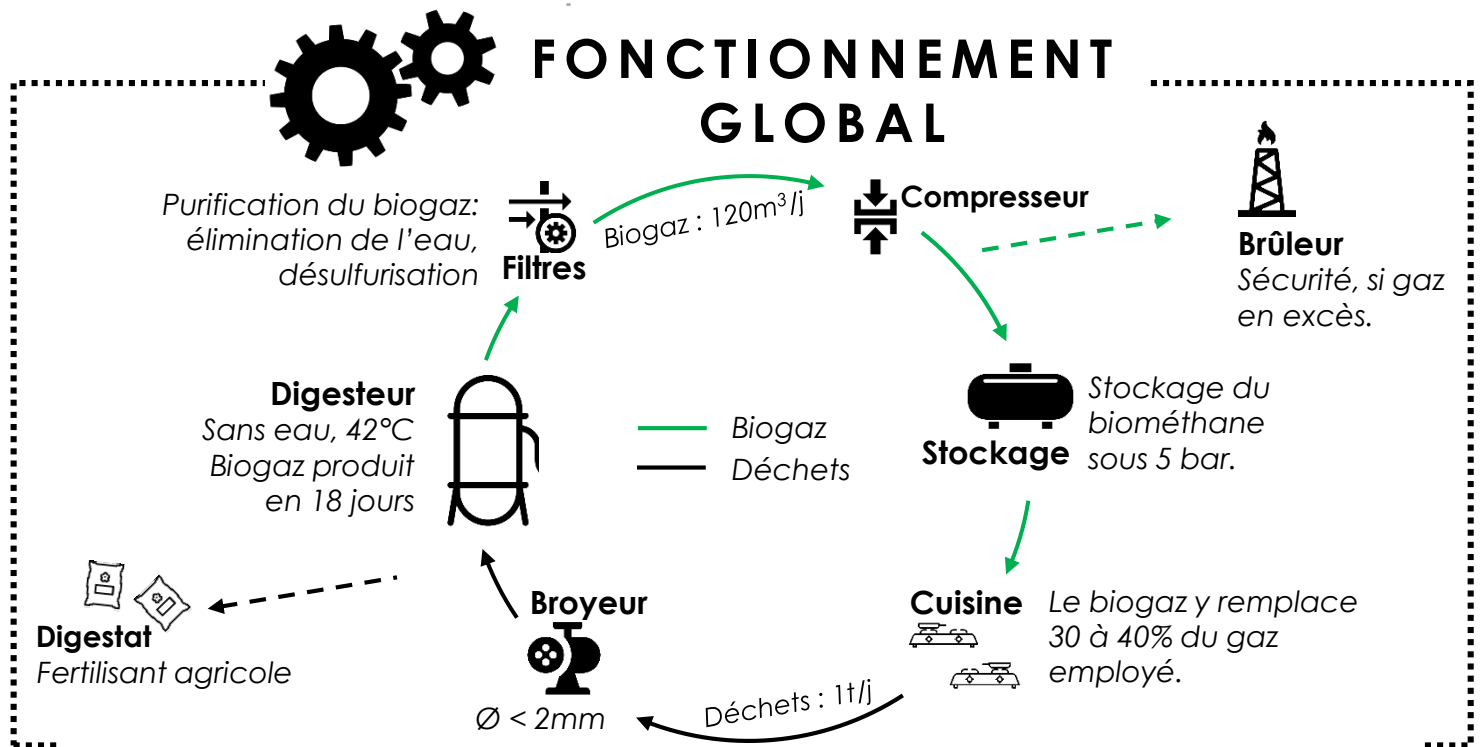 FONCTIONNEMENT
GLOBAL
Purification du biogaz:
élimination de l'eau,
désulfurisation
Filtres
Biogaz : 120m³/j
Compresseur
Brûleur
Sécurité, si gaz
en excès.
Digesteur
Sans eau, 42°C
Biogaz produit
en 18 jours
Biogaz
Déchets
Stockage
Stockage du
biométhane
sous 5 bar.
Digestat
Fertilisant agricole
Broyeur
Ø < 2mm
Déchets : 1t/j
Cuisine
Le biogaz y remplace
30 à 40% du gaz
employé.